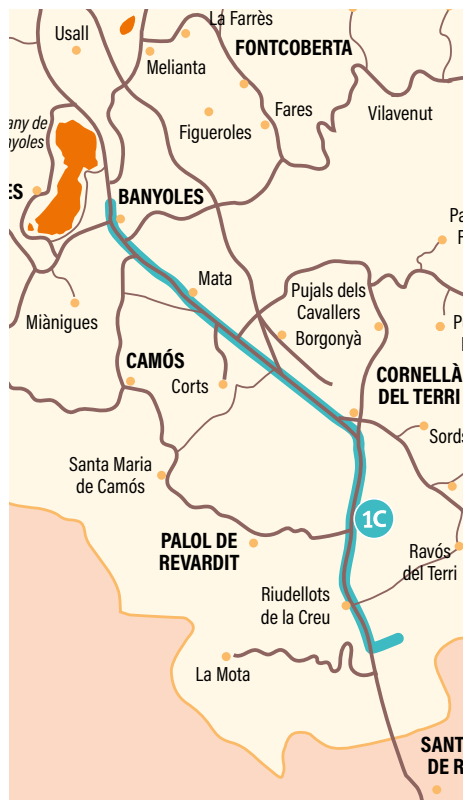 La Farrès
Usall
FONTCOBERTA
Melianta
Fares
Vilavenut
Figueroles
any de
nyoles
ES
BANYOLES
Pa
F
Mata
Pujals dels
Cavallers
Miànigues
Borgonyà
P
CAMÓS
Corts
CORNELLÀ
DEL TERRI
Sords
Santa Maria
de Camós
1C
PALOL DE
REVARDIT
Ravós
del Terri
Riudellots
de la Creu
La Mota
SANT
DE R